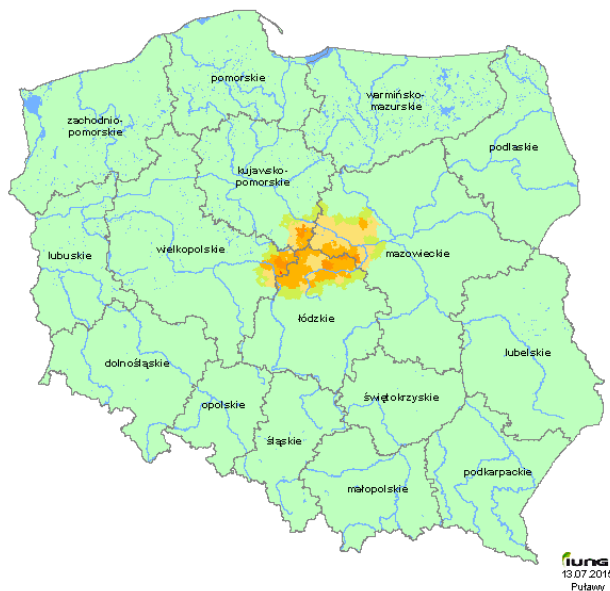 pomorskie
warmińsko-
mazurskie
zachodnio-
pomorskie
podlaskie
kujawsko-
pomorskie
lubuskie
wielkopolskie
mazowieckie
łódzkie
dolnośląskie
lubelskie
opolskie
świętokrzyskie
śląskie
podkarpackie
małopolskie
IUNG
Puławy